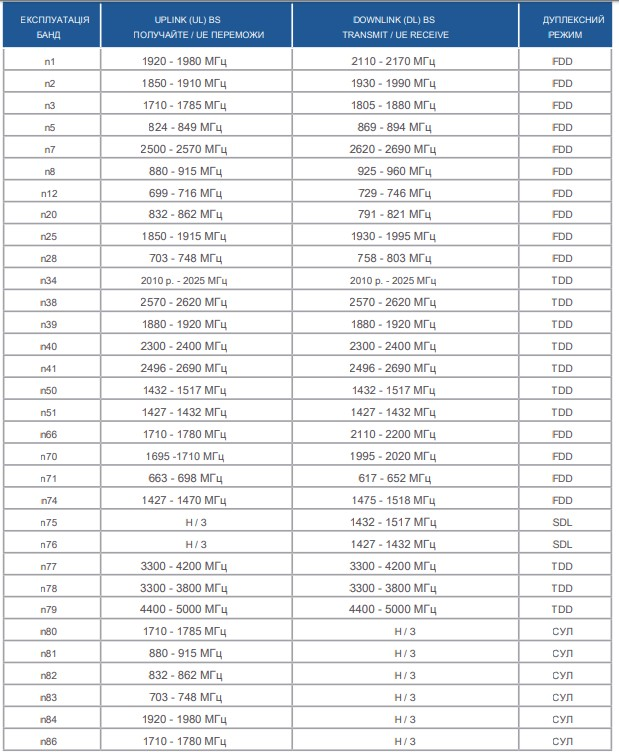 ЕКСПЛУАТАЦІЯ БАНД UPLINK (UL) BS ПОЛУЧАЙТЕ / UE ПЕРЕМОЖИ DOWNLINK (DL) BS TRANSMIT / UE RECEIVE ДУПЛЕКСНИЙ РЕЖИМ
n1 1920 - 1980 МГц 2110 - 2170 МГц FDD
n2 1850 - 1910 МГц 1930 - 1990 МГц FDD
n3 1710 - 1785 МГц 1805 - 1880 МГц FDD
n5 824 - 849 МГц 869 - 894 МГц FDD
n7 2500 - 2570 МГц 2620 - 2690 МГц FDD
n8 880 - 915 МГц 925 - 960 МГц FDD
n12 699 - 716 МГц 729 - 746 МГц FDD
n20 832 - 862 МГц 791 - 821 МГц FDD
n25 1850 - 1915 МГц 1930 - 1995 МГц FDD
n28 703 - 748 МГц 758 - 803 МГц FDD
n34 2010 р. - 2025 МГц 2010 р. - 2025 МГц TDD
n38 2570 - 2620 МГц 2570 - 2620 МГц TDD
n39 1880 - 1920 МГц 1880 - 1920 МГц TDD
n40 2300 - 2400 МГц 2300 - 2400 МГц TDD
n41 2496 - 2690 МГц 2496 - 2690 МГц TDD
n50 1432 - 1517 МГц 1432 - 1517 МГц TDD
n51 1427 - 1432 МГц 1427 - 1432 МГц TDD
n66 1710 - 1780 МГц 2110 - 2200 МГц FDD
n70 1695 -1710 МГц 1995 - 2020 МГц FDD
n71 663 - 698 МГц 617 - 652 МГц FDD
n74 1427 - 1470 МГц 1475 - 1518 МГц FDD
n75 Н / З 1432 - 1517 МГц SDL
n76 Н / З 1427 - 1432 МГц SDL
n77 3300 - 4200 МГц 3300 - 4200 МГц TDD
n78 3300 - 3800 МГц 3300 - 3800 МГц TDD
n79 4400 - 5000 МГц 4400 - 5000 МГц TDD
n80 1710 - 1785 МГц Н / З СУЛ
n81 880 - 915 МГц Н / З СУЛ
n82 832 - 862 МГц Н / З СУЛ
n83 703 - 748 МГц Н / З СУЛ
n84 1920 - 1980 МГц Н / З СУЛ
n86 1710 - 1780 МГц Н / З СУЛ